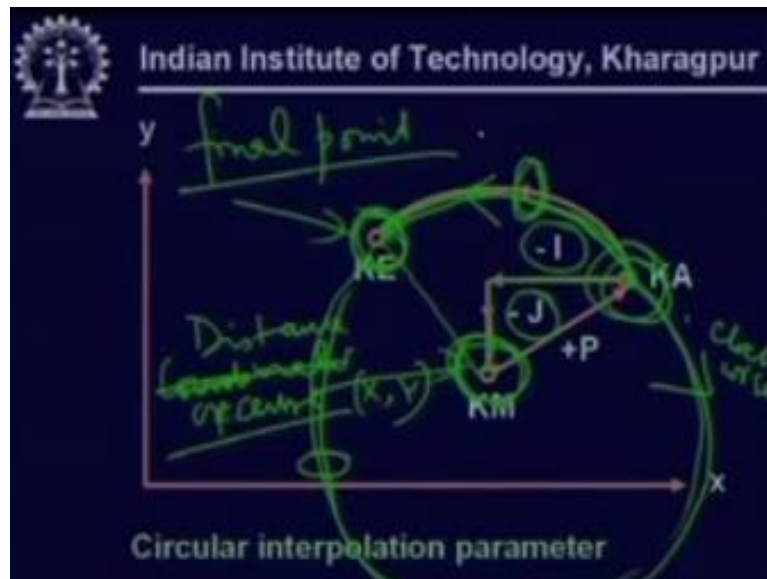 Indian Institute of Technology, Kharagpur
y
final point
- I
KE
KA
- J
Distance
+P
of centre (x, y)
KM
x
Circular interpolation parameter